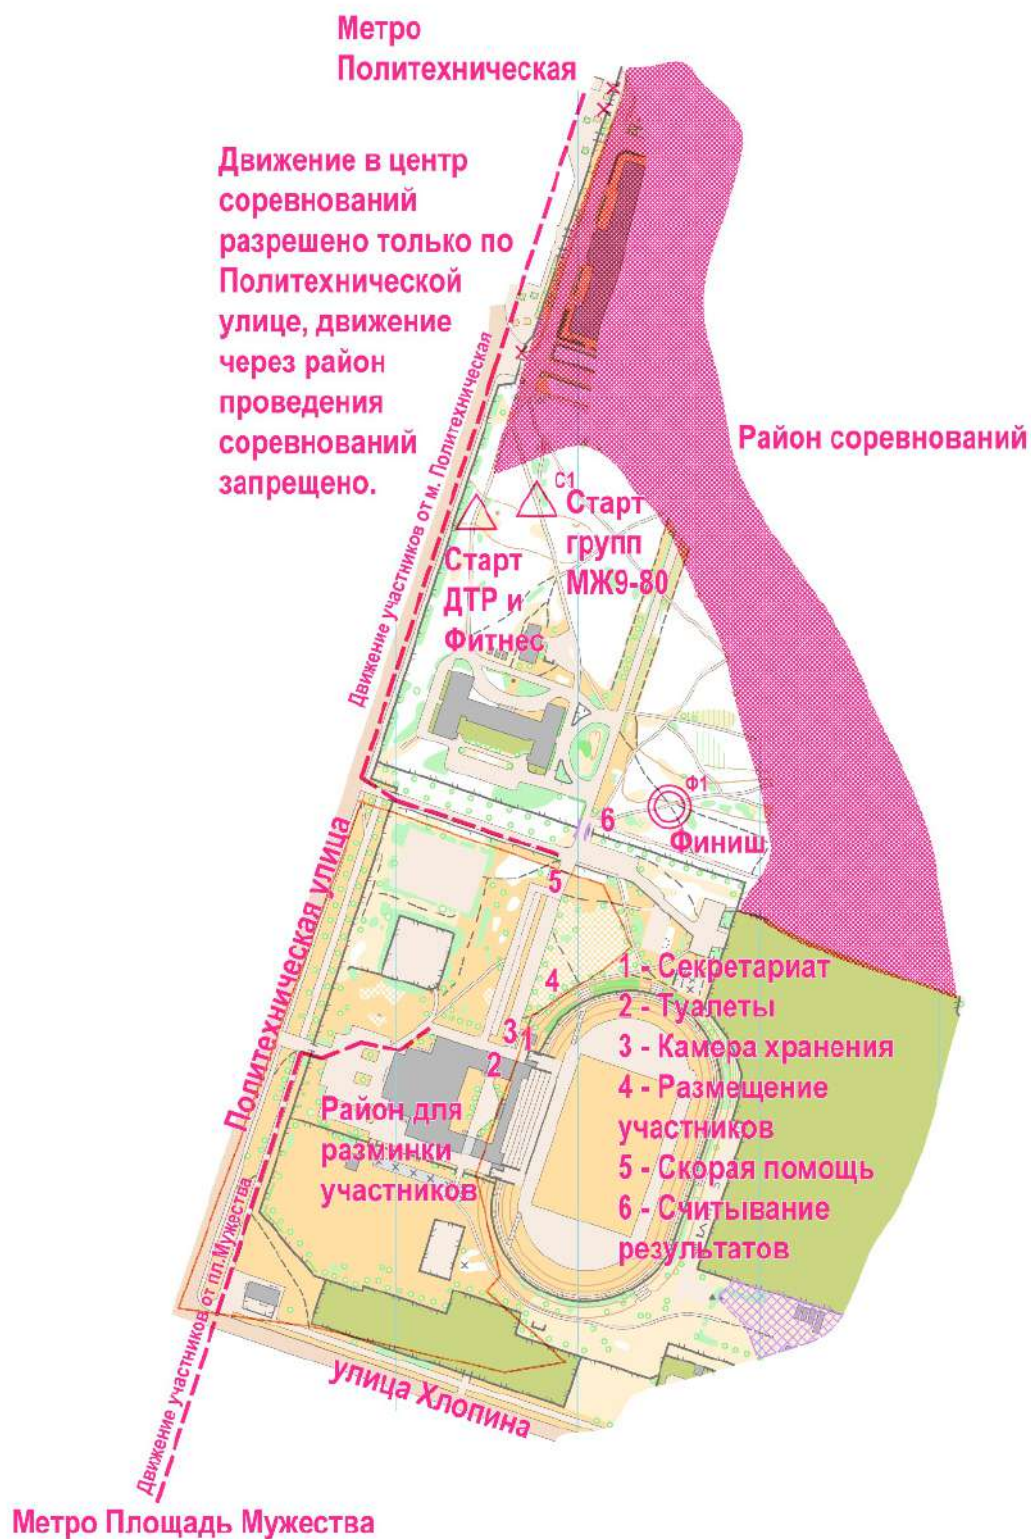 Метро
Политехническая
Движение в центр
соревнований
разрешено только по
Политехнической
улице, движение
через район
проведения
соревнований
запрещено.
Движение участников от м. Политехническая
Район соревнований
С1
Старт
групп
МЖ9-80
Старт
ДТР и
Фитнес
Ф1
6
Финиш
5
Политехническая улица
4
3
1
2
1 - Секретариат
2 - Туалеты
3 - Камера хранения
4 - Размещение
участников
5 - Скорая помощь
6 - Считывание
результатов
Район для
разминки
участников
Движение участников от пл.Мужества
улица Хлопина
Метро Площадь Мужества